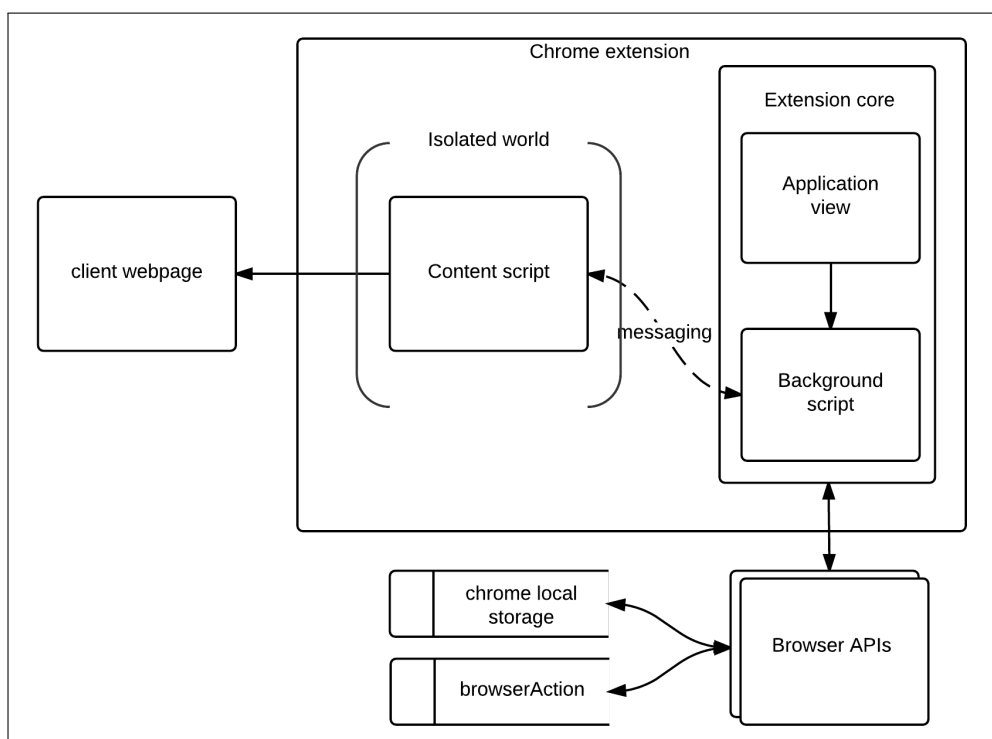 Chrome extension
Extension core
Isolated world
Application
view
client webpage
Content script
messaging
Background
script
chrome local
storage
Browser APIs
browserAction